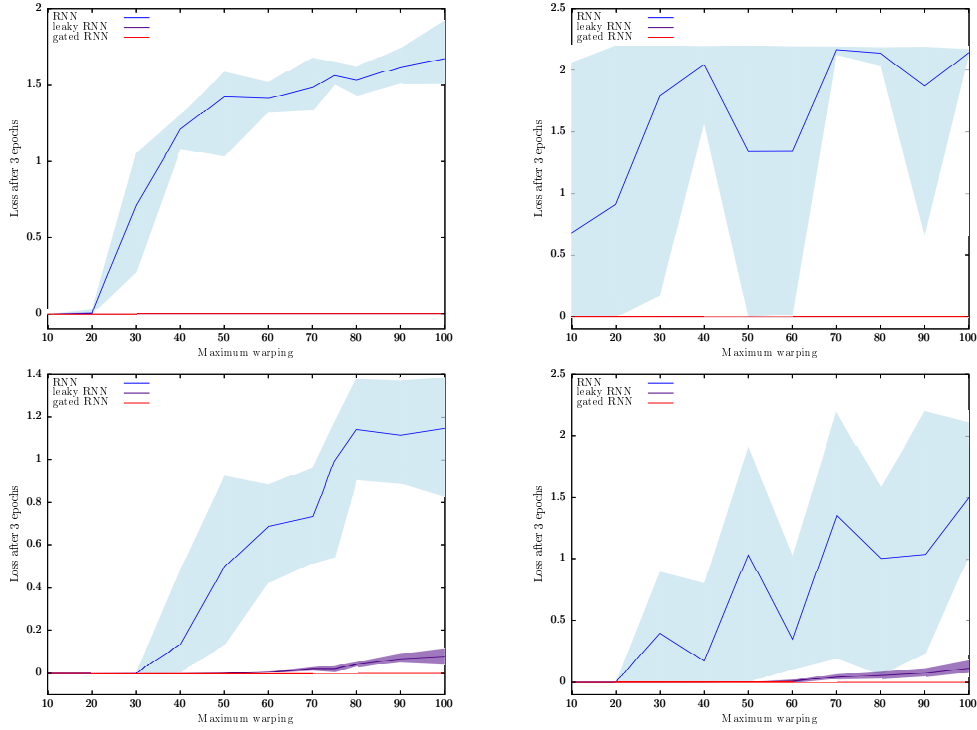 2
RNN
leaky RNN
gated RNN
1.5
1
0.5
0
Loss after 3 epochs
10 20 30 40 50 60 70 80 90 100
Maximum warping
2.5
RNN
leaky RNN
gated RNN
2
1.5
1
0.5
0
Loss after 3 epochs
10 20 30 40 50 60 70 80 90 100
Maximum warping
1.4
RNN
leaky RNN
gated RNN
1.2
1
0.8
0.6
0.4
0.2
0
Loss after 3 epochs
10 20 30 40 50 60 70 80 90 100
Maximum warping
2.5
RNN
leaky RNN
gated RNN
2
1.5
1
0.5
0
Loss after 3 epochs
10 20 30 40 50 60 70 80 90 100
Maximum warping